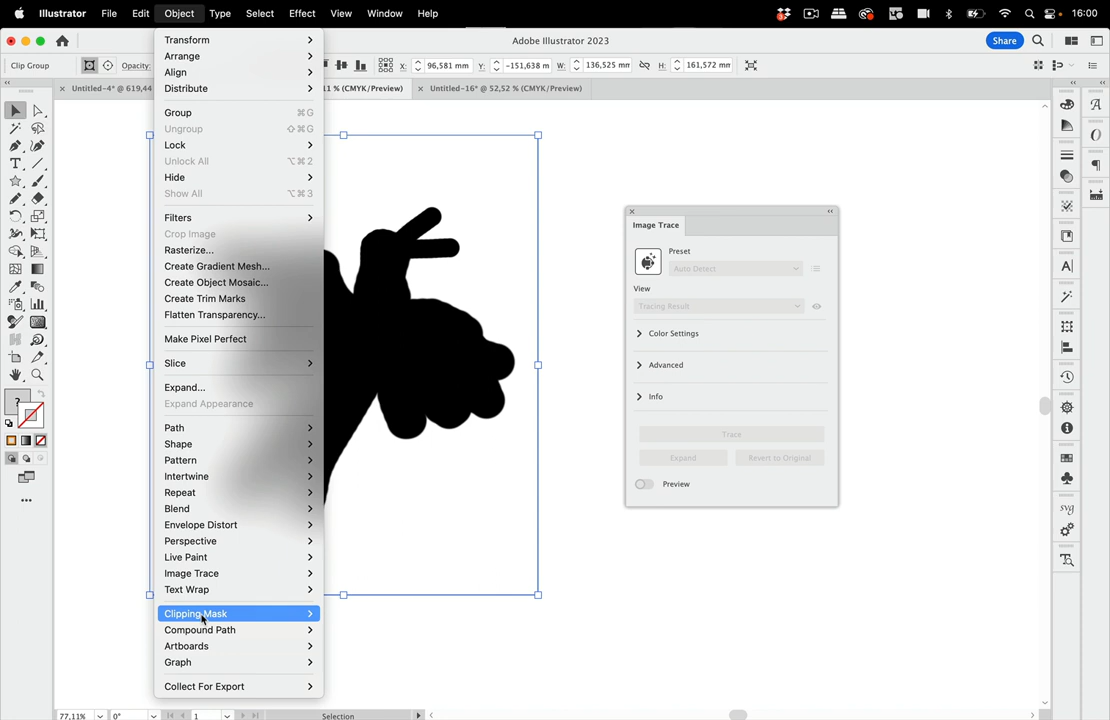 Illustrator File Edit Object Type Select Effect View Window Help 3 16:00
Adobe Illustrator 2023 Share
Clip Group Opacity: X: 96,581 mm Y: -151,638 m W: 136,525 mm H: 161,572 mm
Untitled-4* @ 619,44 11 % (CMYK/Preview) Untitled-16* @ 52,52 % (CMYK/Preview)
Transform
Arrange
Align
Distribute
Group ⌘G
Ungroup ⇧⌘G
Lock
Unlock All ⌥⌘2
Hide
Show All ⌥⌘3
Filters
Crop Image
Rasterize...
Create Gradient Mesh...
Create Object Mosaic...
Create Trim Marks
Flatten Transparency...
Make Pixel Perfect
Slice
Expand...
Expand Appearance
Path
Shape
Pattern
Intertwine
Repeat
Blend
Envelope Distort
Perspective
Live Paint
Image Trace
Text Wrap
Clipping Mask
Compound Path
Artboards
Graph
Collect For Export
Image Trace
Preset
Auto Detect
View
Tracing Result
Color Settings
Advanced
Info
Trace
Expand Revert to Original
Preview
svg
77,11% 0° 1 Selection